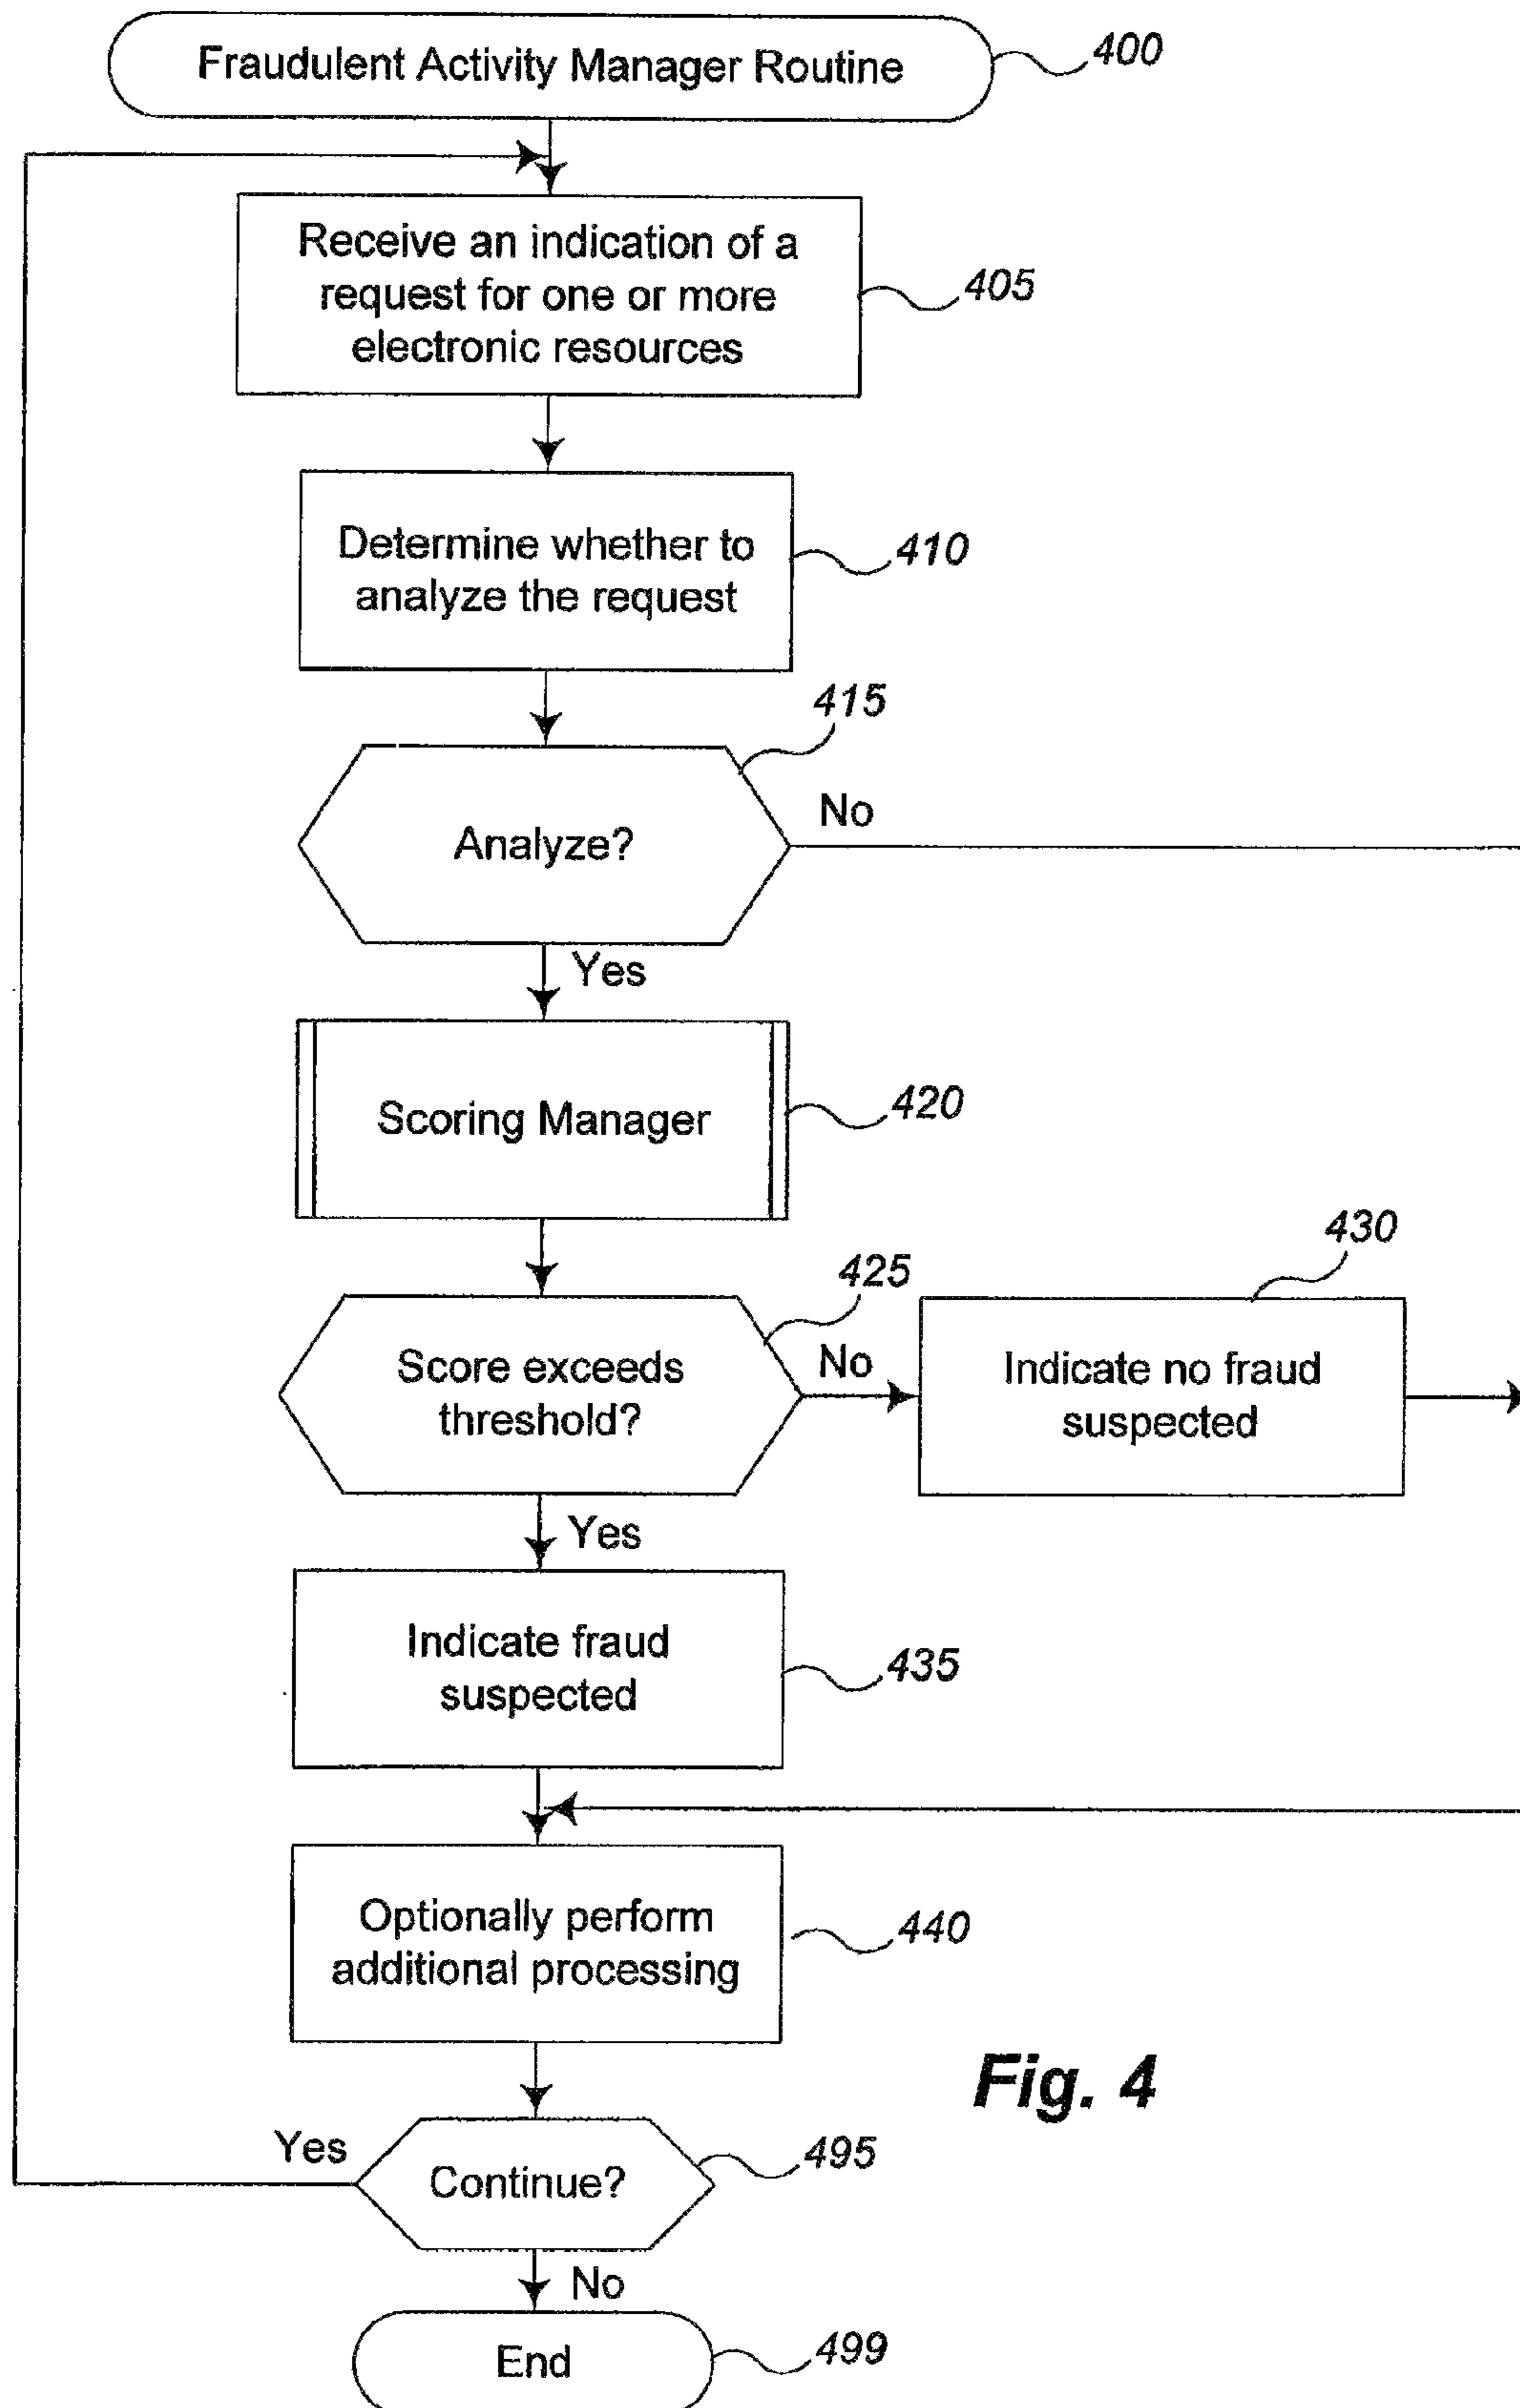 Fraudulent Activity Manager Routine
400
Receive an indication of a
request for one or more
electronic resources
405
Determine whether to
analyze the request
410
415
Analyze?
No
Yes
Scoring Manager
420
425
430
Score exceeds
threshold?
No
Indicate no fraud
suspected
Yes
Indicate fraud
suspected
435
Optionally perform
additional processing
440
Fig. 4
Yes
Continue?
495
No
End
499